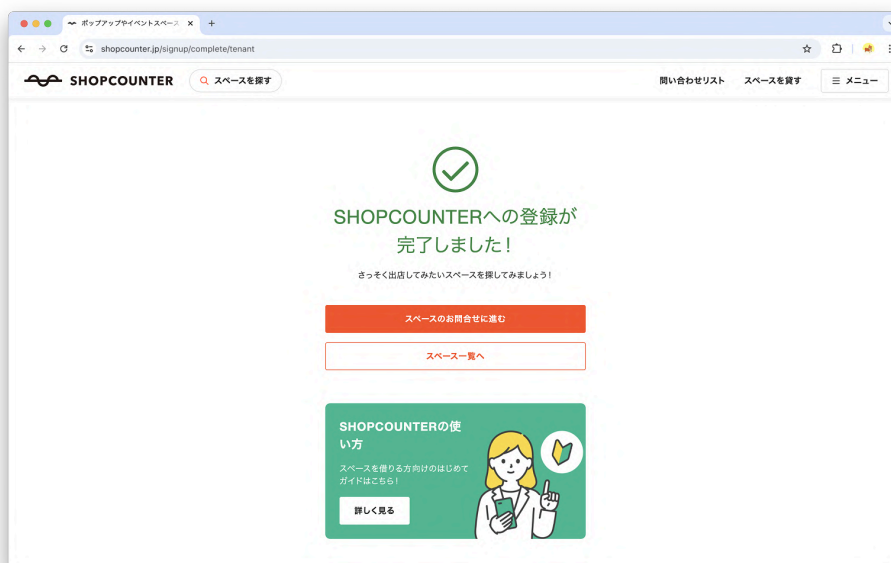 ポップアップやイベントスペース
shopcounter.jp/signup/complete/tenant
SHOPCOUNTER
スペースを探す
問い合わせリスト
スペースを貸す
メニュー
SHOPCOUNTERへの登録が
完了しました!
さっそく出店してみたいスペースを探してみましょう!
スペースのお問合せに進む
スペース一覧へ
SHOPCOUNTERの使
い方
スペースを借りる方向けのはじめて
ガイドはこちら!
詳しく見る